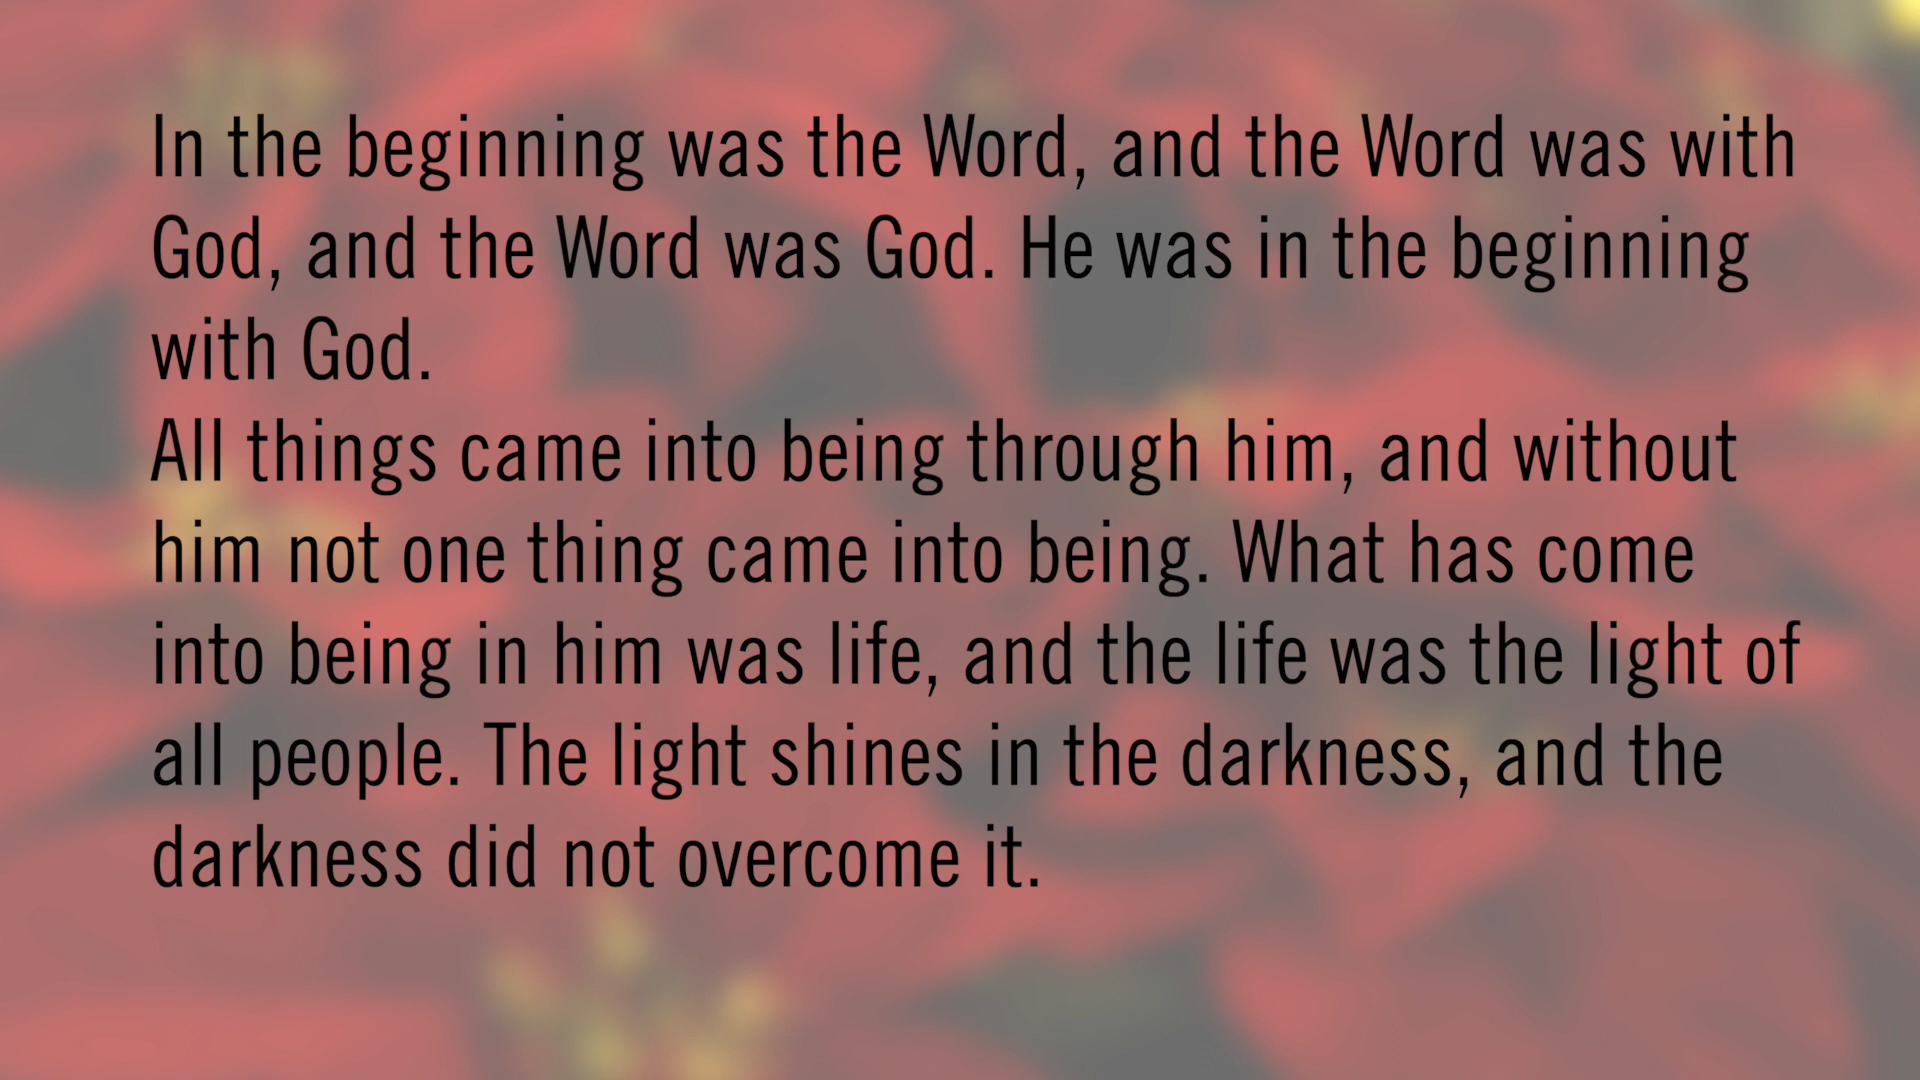 In the beginning was the Word, and the Word was with
God, and the Word was God. He was in the beginning
with God.
All things came into being through him, and without
him not one thing came into being. What has come
into being in him was life, and the life was the light of
all people. The light shines in the darkness, and the
darkness did not overcome it.